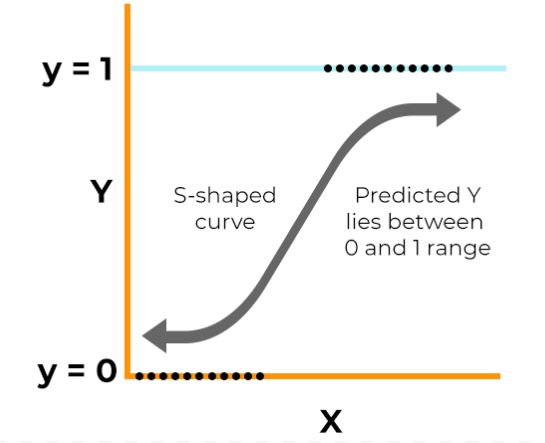 y = 1
Y
S-shaped
curve
Predicted Y
lies between
0 and 1 range
y = 0
X